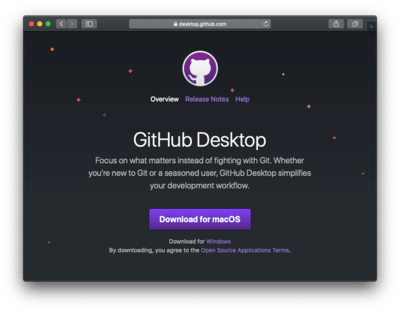 desktop.github.com
Overview Release Notes Help
GitHub Desktop
Focus on what matters instead of fighting with Git. Whether
you're new to Git or a seasoned user, GitHub Desktop simplifies
your development workflow.
Download for macOS
Download for Windows
By downloading, you agree to the Open Source Applications Terms.